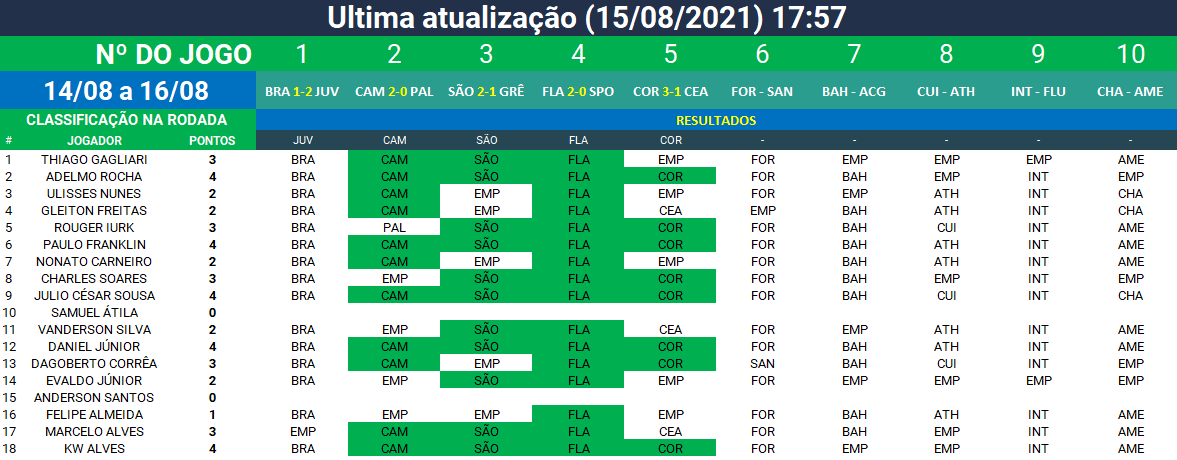 Ultima atualização (15/08/2021) 17:57
Nº DO JOGO 1 2 3 4 5 6 7 8 9 10
14/08 a 16/08 BRA 1-2 JUV CAM 2-0 PAL SÃO 2-1 GRÊ FLA 2-0 SPO COR 3-1 CEA FOR - SAN BAH - ACG CUI - ATH INT - FLU CHA - AME
CLASSIFICAÇÃO NA RODADA RESULTADOS
# JOGADOR PONTOS JUV CAM SÃO FLA COR - - - - -
1 THIAGO GAGLIARI 3 BRA CAM SÃO FLA EMP FOR EMP EMP EMP AME
2 ADELMO ROCHA 4 BRA CAM SÃO FLA COR FOR BAH EMP INT EMP
3 ULISSES NUNES 2 BRA CAM EMP FLA EMP FOR EMP ATH INT CHA
4 GLEITON FREITAS 2 BRA CAM EMP FLA CEA EMP BAH ATH INT CHA
5 ROUGER IURK 3 BRA PAL SÃO FLA COR FOR BAH CUI INT AME
6 PAULO FRANKLIN 4 BRA CAM SÃO FLA COR FOR BAH ATH INT AME
7 NONATO CARNEIRO 2 BRA CAM EMP FLA EMP FOR BAH ATH INT AME
8 CHARLES SOARES 3 BRA EMP SÃO FLA COR FOR BAH EMP INT EMP
9 JULIO CÉSAR SOUSA 4 BRA CAM SÃO FLA COR FOR BAH CUI INT CHA
10 SAMUEL ÁTILA 0
11 VANDERSON SILVA 2 BRA EMP SÃO FLA CEA FOR EMP ATH INT AME
12 DANIEL JÚNIOR 4 BRA CAM SÃO FLA COR FOR BAH ATH INT AME
13 DAGOBERTO CORRÊA 3 BRA CAM EMP FLA COR SAN BAH CUI INT EMP
14 EVALDO JÚNIOR 2 BRA EMP SÃO FLA EMP FOR EMP EMP EMP EMP
15 ANDERSON SANTOS 0
16 FELIPE ALMEIDA 1 BRA EMP EMP FLA EMP FOR BAH ATH INT AME
17 MARCELO ALVES 3 EMP CAM SÃO FLA CEA FOR BAH EMP INT AME
18 KW ALVES 4 BRA CAM SÃO FLA COR FOR EMP EMP INT EMP